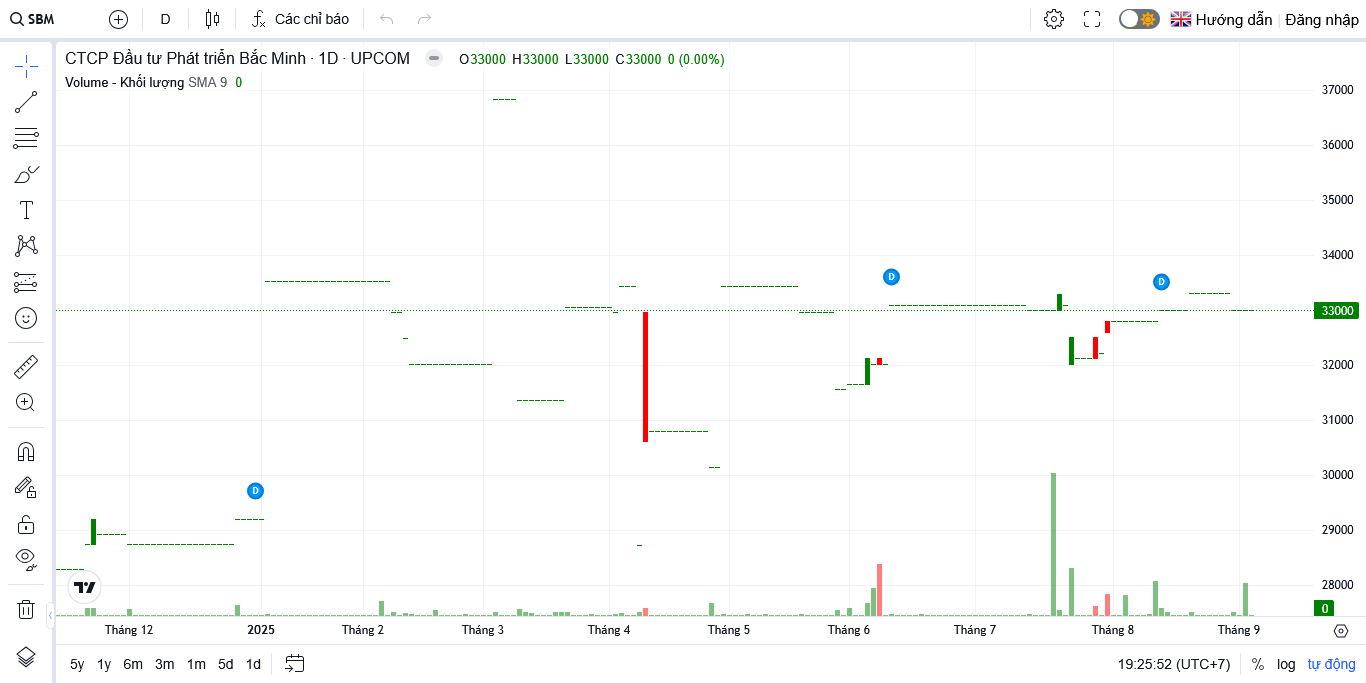 SBM D Các chỉ báo Hướng dẫn Đăng nhập
CTCP Đầu tư Phát triển Bắc Minh · 1D · UPCOM O33000 H33000 L33000 C33000 0 (0.00%)
Volume - Khối lượng SMA 9 0
37000
36000
35000
34000
D D
33000
32000
31000
30000
D
29000
28000
0
Tháng 12 2025 Tháng 2 Tháng 3 Tháng 4 Tháng 5 Tháng 6 Tháng 7 Tháng 8 Tháng 9
5y 1y 6m 3m 1m 5d 1d 19:25:52 (UTC+7) % log tự động